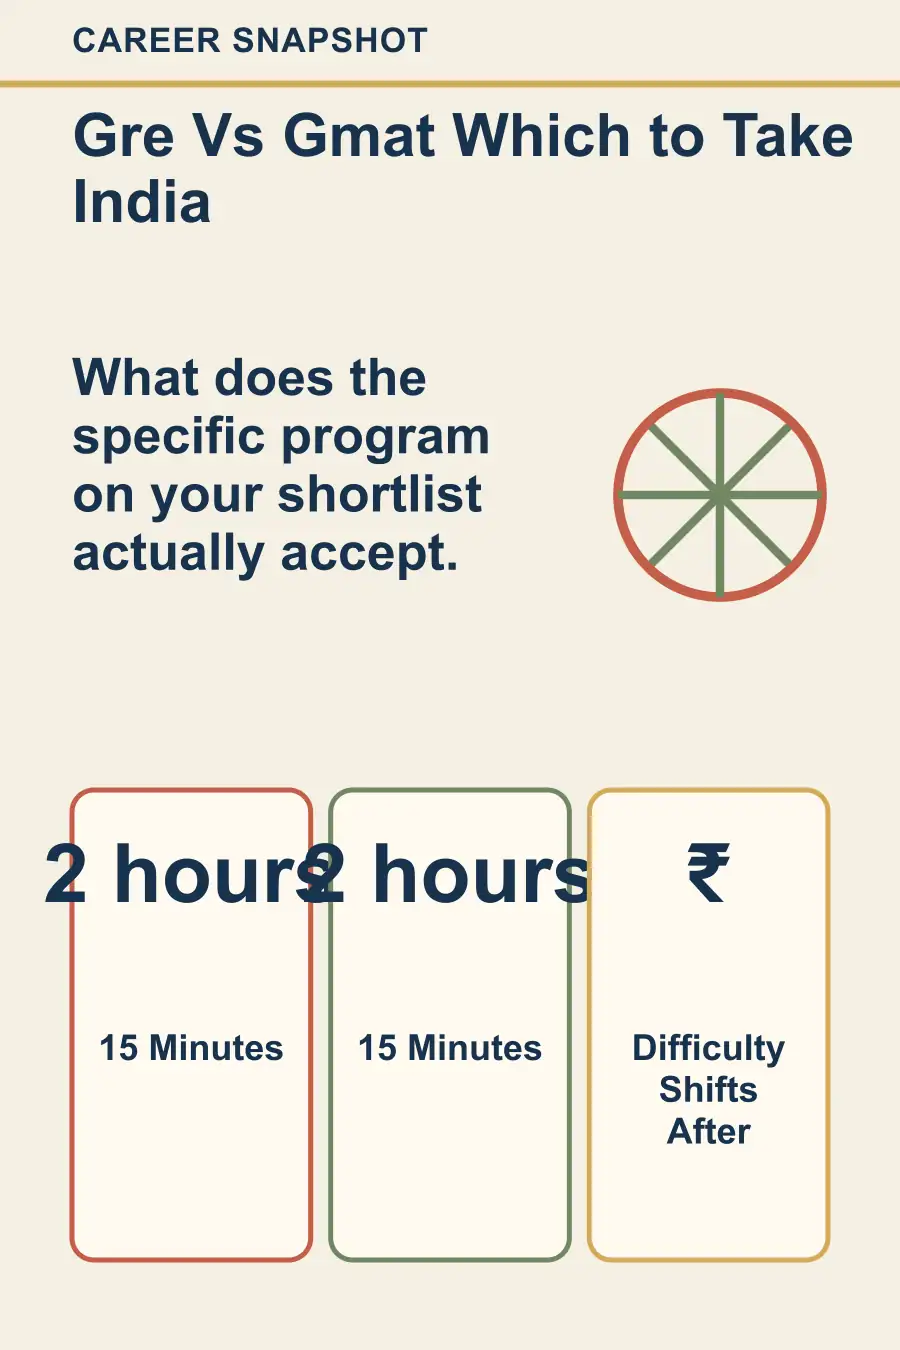 CAREER SNAPSHOT
Gre Vs Gmat Which to Take
India
What does the
specific program
on your shortlist
actually accept.
2 hours
15 Minutes
2 hours
15 Minutes
₹
Difficulty
Shifts
After